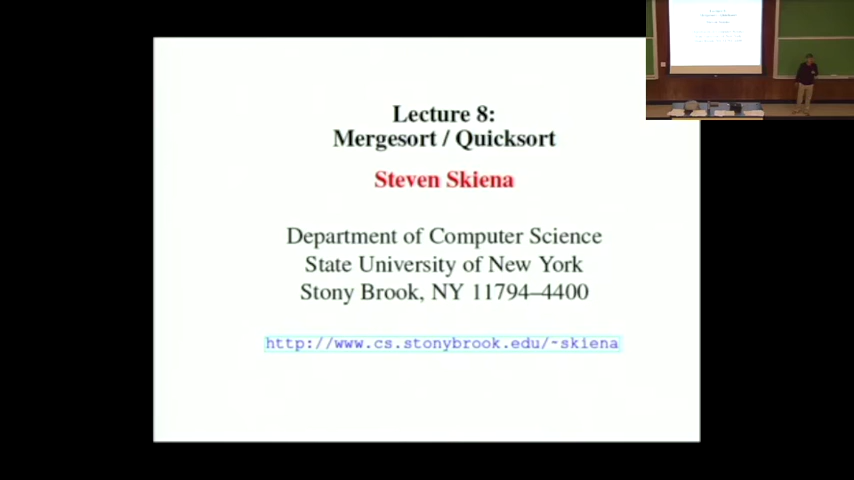 Lecture 8:
Mergesort / Quicksort
Steven Skiena
Department of Computer Science
State University of New York
Stony Brook, NY 11794–4400
http://www.cs.stonybrook.edu/~skiena